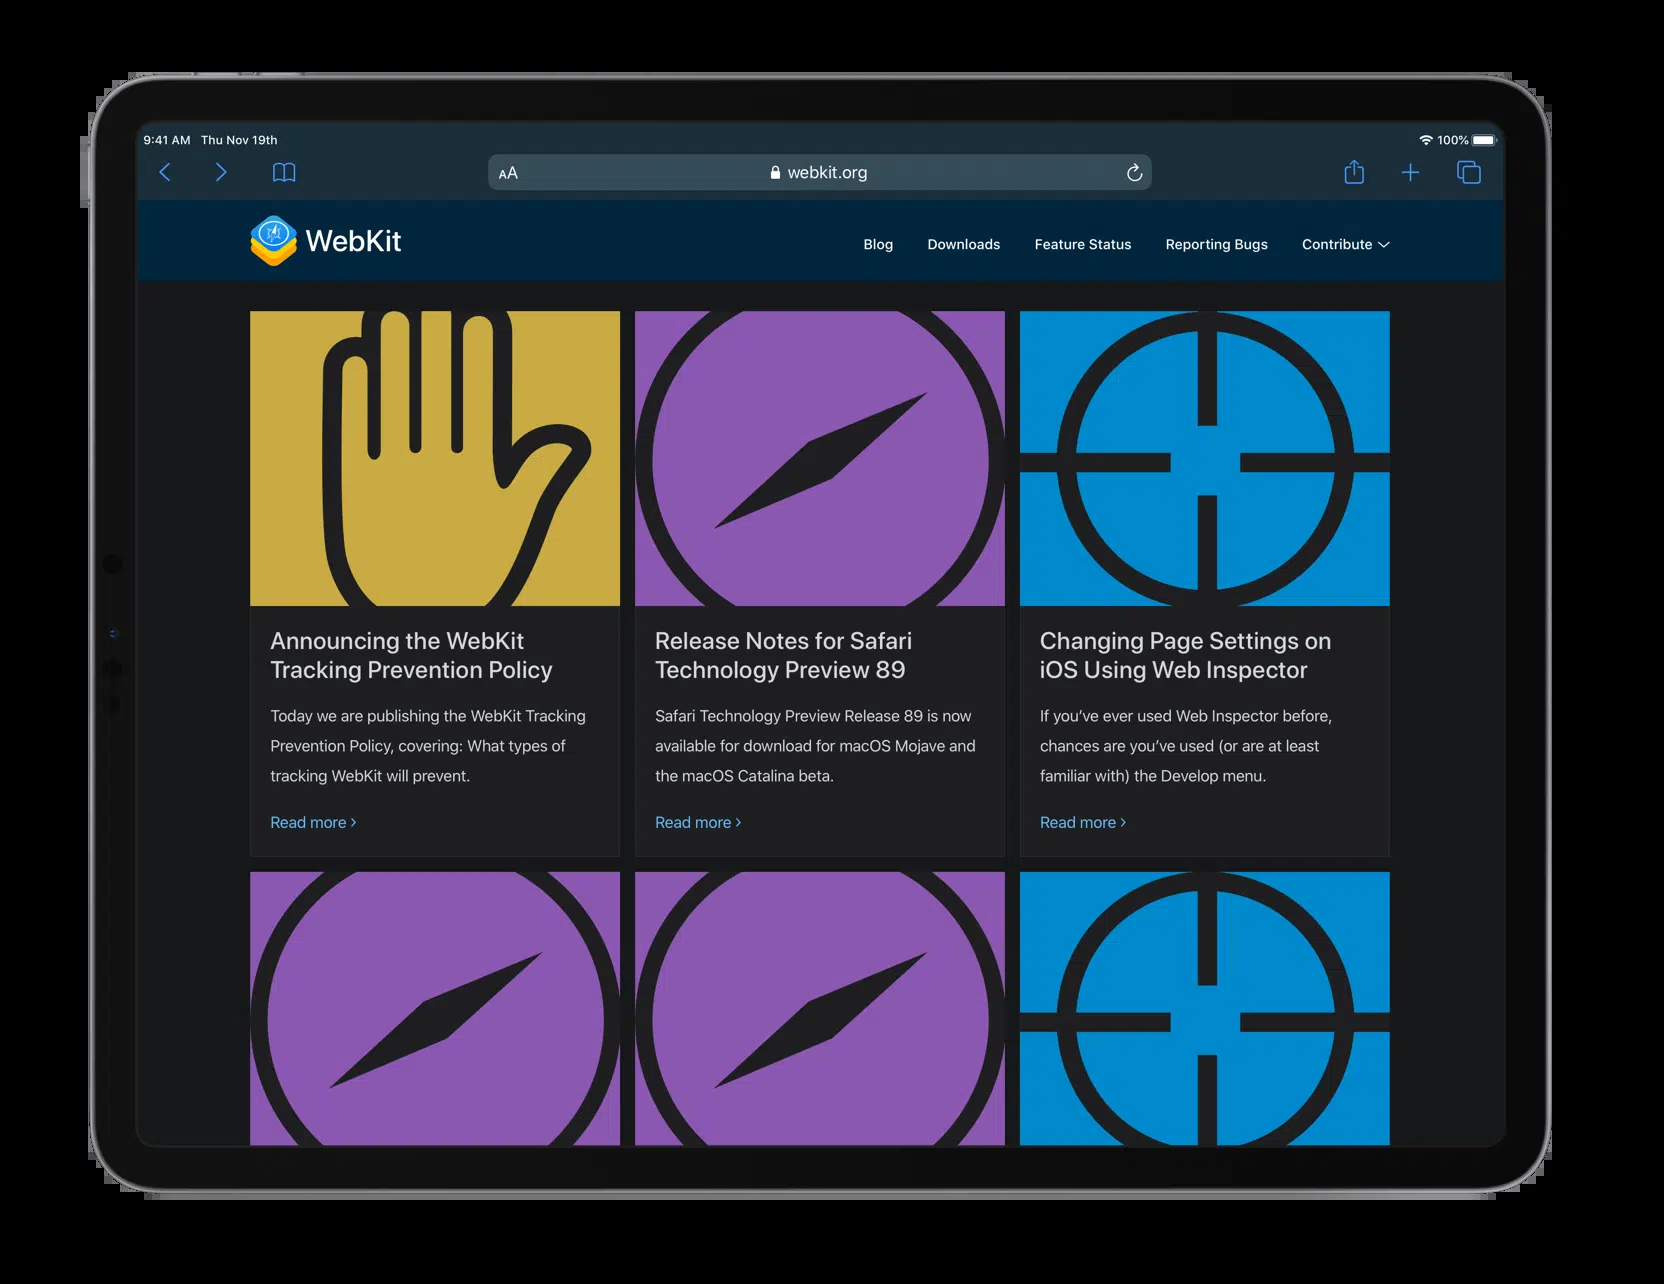 9:41 AM Thu Nov 19th 100%
AA webkit.org
WebKit Blog Downloads Feature Status Reporting Bugs Contribute
Announcing the WebKit
Tracking Prevention Policy
Today we are publishing the WebKit Tracking
Prevention Policy, covering: What types of
tracking WebKit will prevent.
Read more ›
Release Notes for Safari
Technology Preview 89
Safari Technology Preview Release 89 is now
available for download for macOS Mojave and
the macOS Catalina beta.
Read more ›
Changing Page Settings on
iOS Using Web Inspector
If you’ve ever used Web Inspector before,
chances are you’ve used (or are at least
familiar with) the Develop menu.
Read more ›